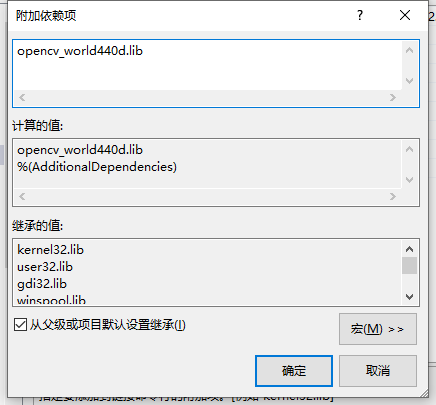 附加依赖项
?
opencv_world440d.lib
计算的值:
opencv_world440d.lib
%(AdditionalDependencies)
继承的值:
kernel32.lib
user32.lib
gdi32.lib
winspool.lib
从父级或项目默认设置继承(I)
宏(M) >>
确定
取消